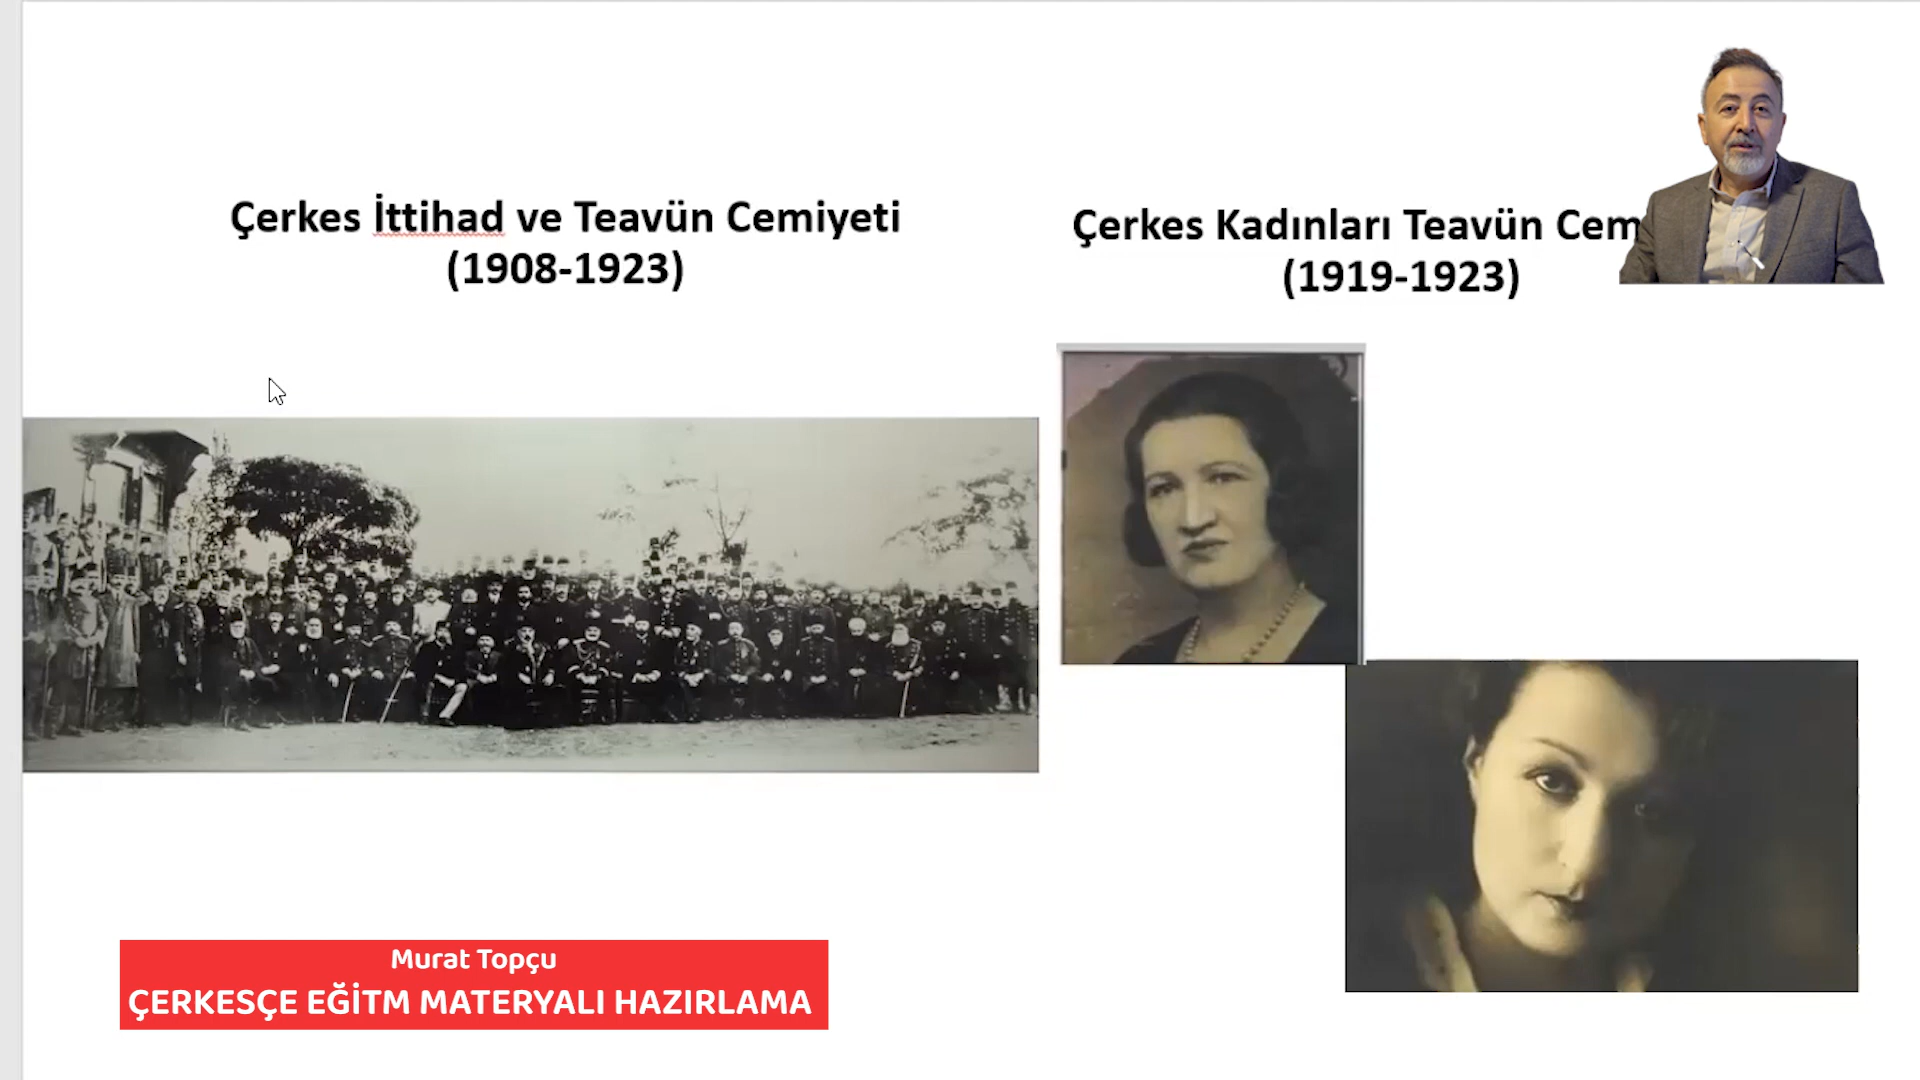 Çerkes İttihad ve Teavün Cemiyeti
(1908-1923)
Çerkes Kadınları Teavün Cem
(1919-1923)
Murat Topçu
ÇERKESÇE EĞİTM MATERYALI HAZIRLAMA